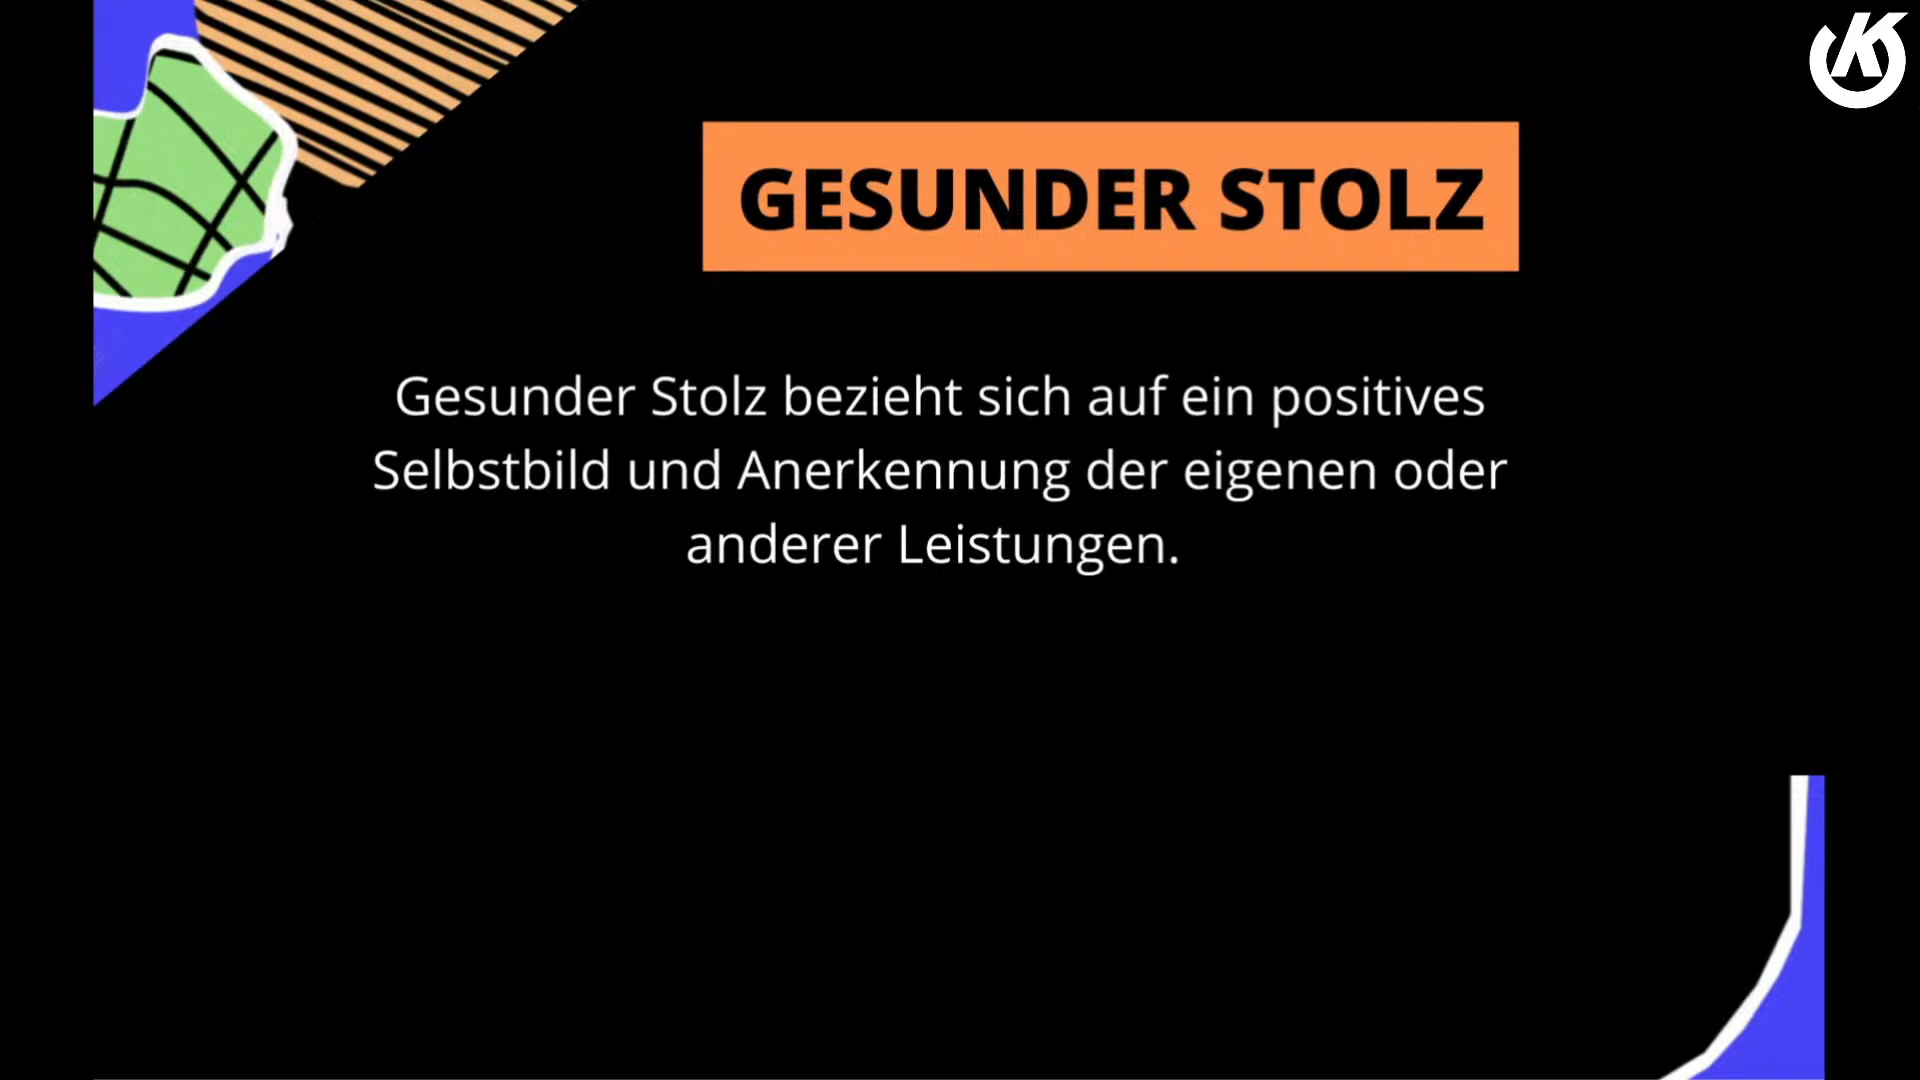 GESUNDER STOLZ
Gesunder Stolz bezieht sich auf ein positives
Selbstbild und Anerkennung der eigenen oder
anderer Leistungen.